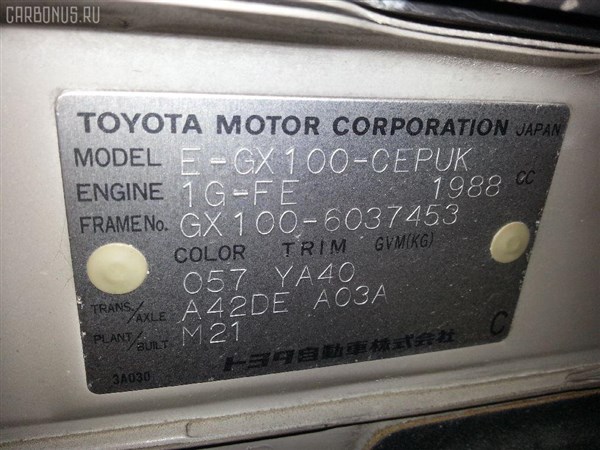 CARBONUS.RU
TOYOTA MOTOR CORPORATION JAPAN
MODEL E-GX100-CEPUK
ENGINE 1G-FE 1988 CC
FRAME No. GX100-6037453
COLOR TRIM GVM(KG)
057 YA40
TRANS/AXLE A42DE A03A
PLANT/BUILT M21 C
トヨタ自動車株式会社
3A030